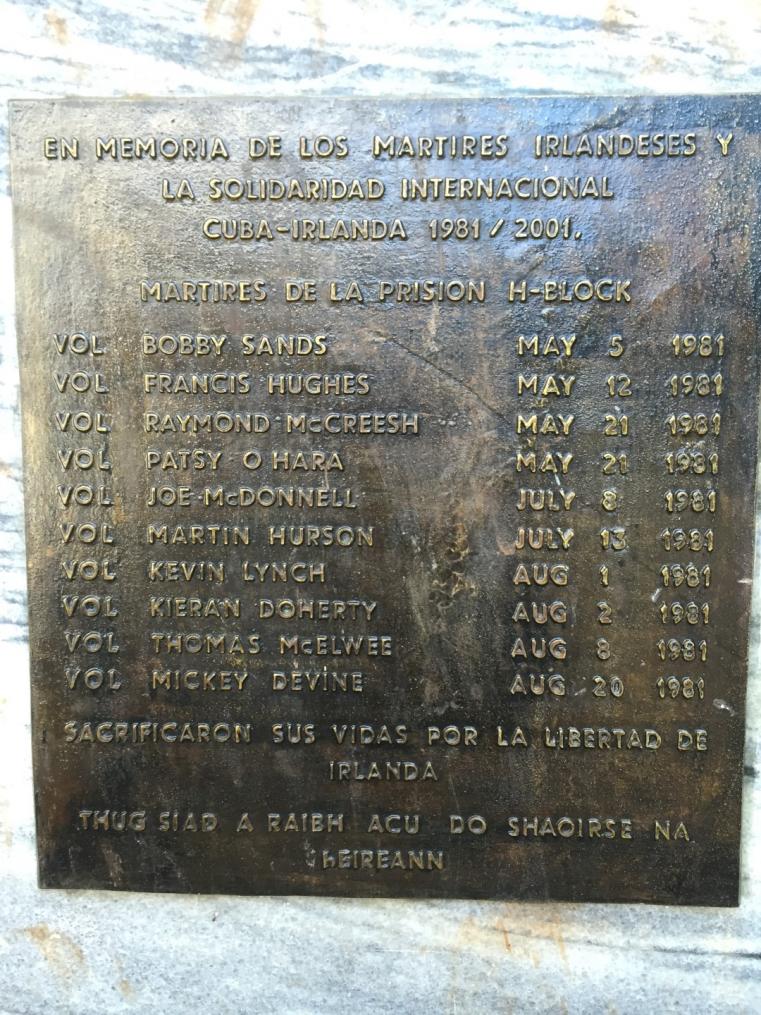 EN MEMORIA DE LOS MARTIRES IRLANDESES Y
LA SOLIDARIDAD INTERNACIONAL
CUBA-IRLANDA 1981 / 2001.
MARTIRES DE LA PRISION H-BLOCK
VOL BOBBY SANDS MAY 5 1981
VOL FRANCIS HUGHES MAY 12 1981
VOL RAYMOND McCREESH MAY 21 1981
VOL PATSY O HARA MAY 21 1981
VOL JOE McDONNELL JULY 8 1981
VOL MARTIN HURSON JULY 13 1981
VOL KEVIN LYNCH AUG 1 1981
VOL KIERAN DOHERTY AUG 2 1981
VOL THOMAS McELWEE AUG 8 1981
VOL MICKEY DEVINE AUG 20 1981
SACRIFICARON SUS VIDAS POR LA LIBERTAD DE
IRLANDA
THUG SIAD A RAIBH ACU DO SHAOIRSE NA